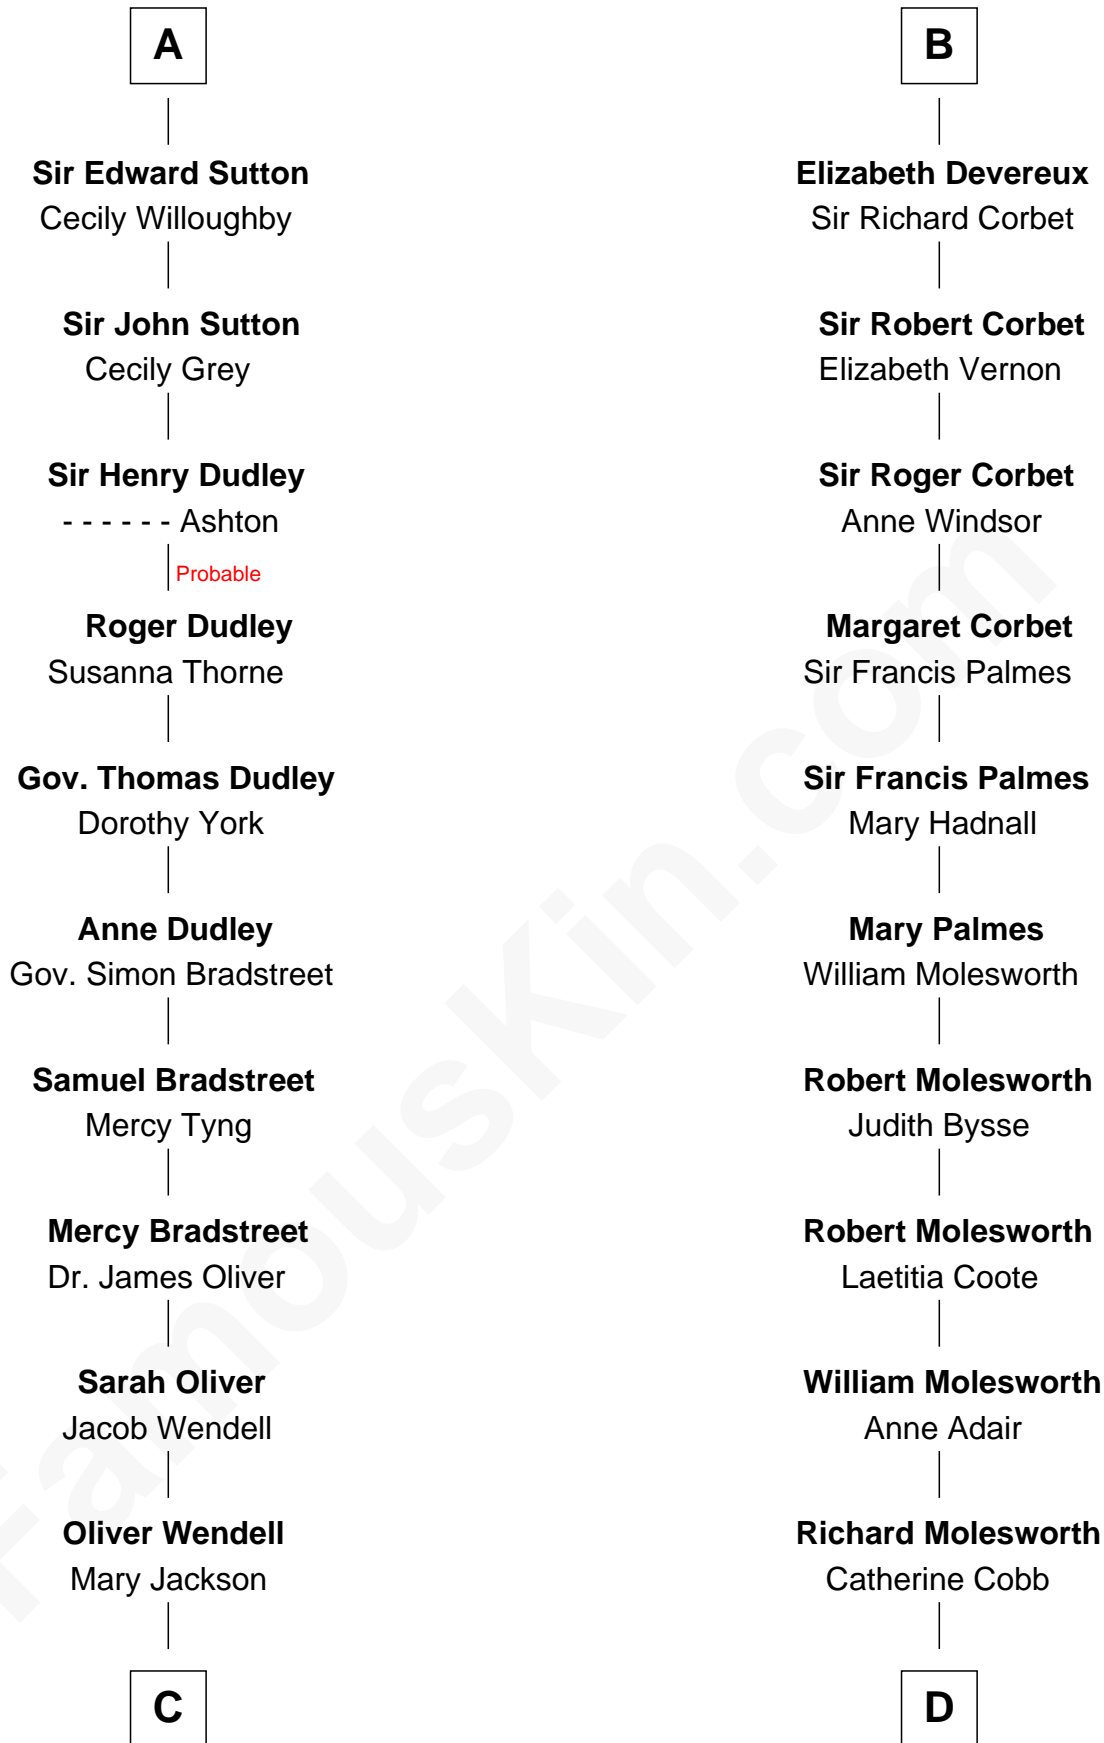 A
Sir Edward Sutton
Cecily Willoughby
Sir John Sutton
Cecily Grey
Sir Henry Dudley
- - - - - - Ashton
Probable
Roger Dudley
Susanna Thorne
Gov. Thomas Dudley
Dorothy York
Anne Dudley
Gov. Simon Bradstreet
Samuel Bradstreet
Mercy Tyng
Mercy Bradstreet
Dr. James Oliver
Sarah Oliver
Jacob Wendell
Oliver Wendell
Mary Jackson
C
B
Elizabeth Devereux
Sir Richard Corbet
Sir Robert Corbet
Elizabeth Vernon
Sir Roger Corbet
Anne Windsor
Margaret Corbet
Sir Francis Palmes
Sir Francis Palmes
Mary Hadnall
Mary Palmes
William Molesworth
Robert Molesworth
Judith Bysse
Robert Molesworth
Laetitia Coote
William Molesworth
Anne Adair
Richard Molesworth
Catherine Cobb
D
FamousKin.com